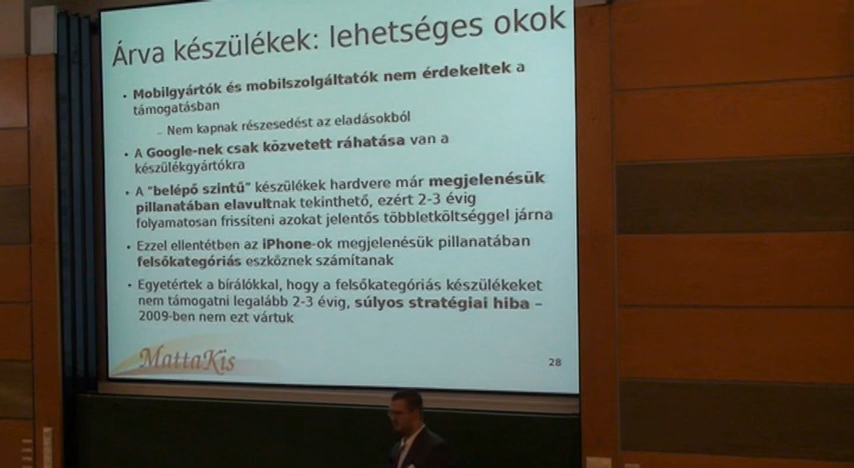 Árva készülékek: lehetséges okok
• Mobilgyártók és mobilszolgáltatók nem érdekeltek a
támogatásban
– Nem kapnak részesedést az eladásokból
• A Google-nek csak közvetett ráhatása van a
készülékgyártókra
• A "belépő szintű" készülékek hardvere már megjelenésük
pillanatában elavultnak tekinthető, ezért 2-3 évig
folyamatosan frissíteni azokat jelentős többletköltséggel járna
• Ezzel ellentétben az iPhone-ok megjelenésük pillanatában
felsőkategóriás eszköznek számítanak
• Egyetértek a bírálókkal, hogy a felsőkategóriás készülékeket
nem támogatni legalább 2-3 évig, súlyos stratégiai hiba –
2009-ben nem ezt vártuk
MattaKis
28